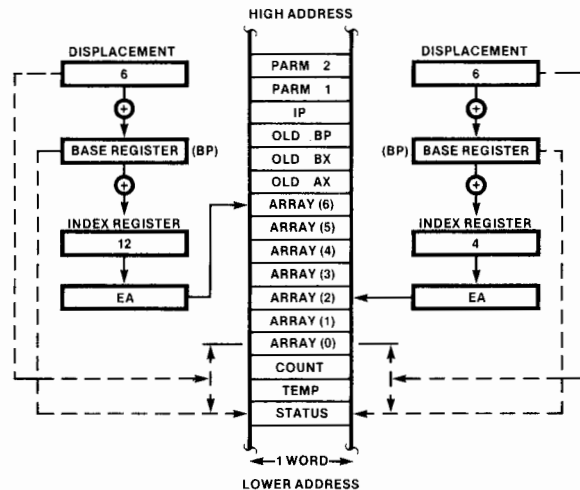 HIGH ADDRESS
DISPLACEMENT
6
BASE REGISTER
(BP)
INDEX REGISTER
12
EA
PARM 2
PARM 1
IP
OLD BP
OLD BX
OLD AX
ARRAY (6)
ARRAY (5)
ARRAY (4)
ARRAY (3)
ARRAY (2)
ARRAY (1)
ARRAY (0)
COUNT
TEMP
STATUS
1 WORD
LOWER ADDRESS
DISPLACEMENT
6
(BP)
BASE REGISTER
INDEX REGISTER
4
EA